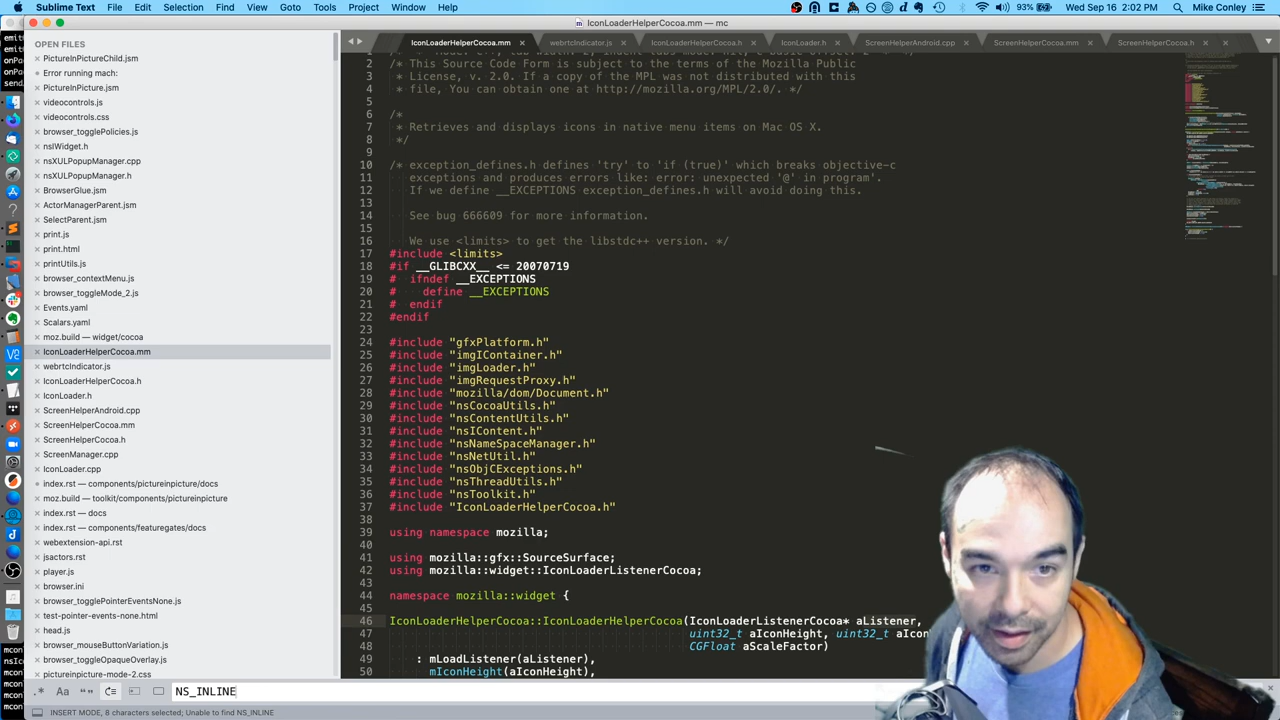 Sublime Text File Edit Selection Find View Goto Tools Project Window Help 93% Wed Sep 16 2:02 PM Mike Conley
IconLoaderHelperCocoa.mm — mc
OPEN FILES
PictureInPictureChild.jsm
Error running mach:
PictureInPicture.jsm
videocontrols.js
videocontrols.css
browser_togglePolicies.js
nsIWidget.h
nsXULPopupManager.cpp
nsXULPopupManager.h
BrowserGlue.jsm
ActorManagerParent.jsm
SelectParent.jsm
print.js
print.html
printUtils.js
browser_contextMenu.js
browser_toggleMode_2.js
Events.yaml
Scalars.yaml
moz.build — widget/cocoa
IconLoaderHelperCocoa.mm
webrtcIndicator.js
IconLoaderHelperCocoa.h
IconLoader.h
ScreenHelperAndroid.cpp
ScreenHelperCocoa.mm
ScreenHelperCocoa.h
ScreenManager.cpp
IconLoader.cpp
index.rst — components/pictureinpicture/docs
moz.build — toolkit/components/pictureinpicture
index.rst — docs
index.rst — components/featuregates/docs
webextension-api.rst
jsactors.rst
player.js
browser.ini
browser_togglePointerEventsNone.js
test-pointer-events-none.html
head.js
browser_mouseButtonVariation.js
browser_toggleOpaqueOverlay.js
pictureinpicture-mode-2.css
IconLoaderHelperCocoa.mm webrtcIndicator.js IconLoaderHelperCocoa.h IconLoader.h ScreenHelperAndroid.cpp ScreenHelperCocoa.mm ScreenHelperCocoa.h
2 /* This Source Code Form is subject to the terms of the Mozilla Public
3 * License, v. 2.0. If a copy of the MPL was not distributed with this
4 * file, You can obtain one at http://mozilla.org/MPL/2.0/. */
5
6 /*
7 * Retrieves and displays icons in native menu items on Mac OS X.
8 */
9
10 /* exception_defines.h defines 'try' to 'if (true)' which breaks objective-c
11 exceptions and produces errors like: error: unexpected '@' in program'.
12 If we define __EXCEPTIONS exception_defines.h will avoid doing this.
13
14 See bug 666609 for more information.
15
16 We use <limits> to get the libstdc++ version. */
17 #include <limits>
18 #if __GLIBCXX__ <= 20070719
19 # ifndef __EXCEPTIONS
20 # define __EXCEPTIONS
21 # endif
22 #endif
23
24 #include "gfxPlatform.h"
25 #include "imgIContainer.h"
26 #include "imgLoader.h"
27 #include "imgRequestProxy.h"
28 #include "mozilla/dom/Document.h"
29 #include "nsCocoaUtils.h"
30 #include "nsContentUtils.h"
31 #include "nsIContent.h"
32 #include "nsNameSpaceManager.h"
33 #include "nsNetUtil.h"
34 #include "nsObjCExceptions.h"
35 #include "nsThreadUtils.h"
36 #include "nsToolkit.h"
37 #include "IconLoaderHelperCocoa.h"
38
39 using namespace mozilla;
40
41 using mozilla::gfx::SourceSurface;
42 using mozilla::widget::IconLoaderListenerCocoa;
43
44 namespace mozilla::widget {
45
46 IconLoaderHelperCocoa::IconLoaderHelperCocoa(IconLoaderListenerCocoa* aListener,
47 uint32_t aIconHeight, uint32_t aIcon
48 CGFloat aScaleFactor)
49 : mLoadListener(aListener),
50 mIconHeight(aIconHeight),
NS_INLINE
INSERT MODE, 8 characters selected; Unable to find NS_INLINE